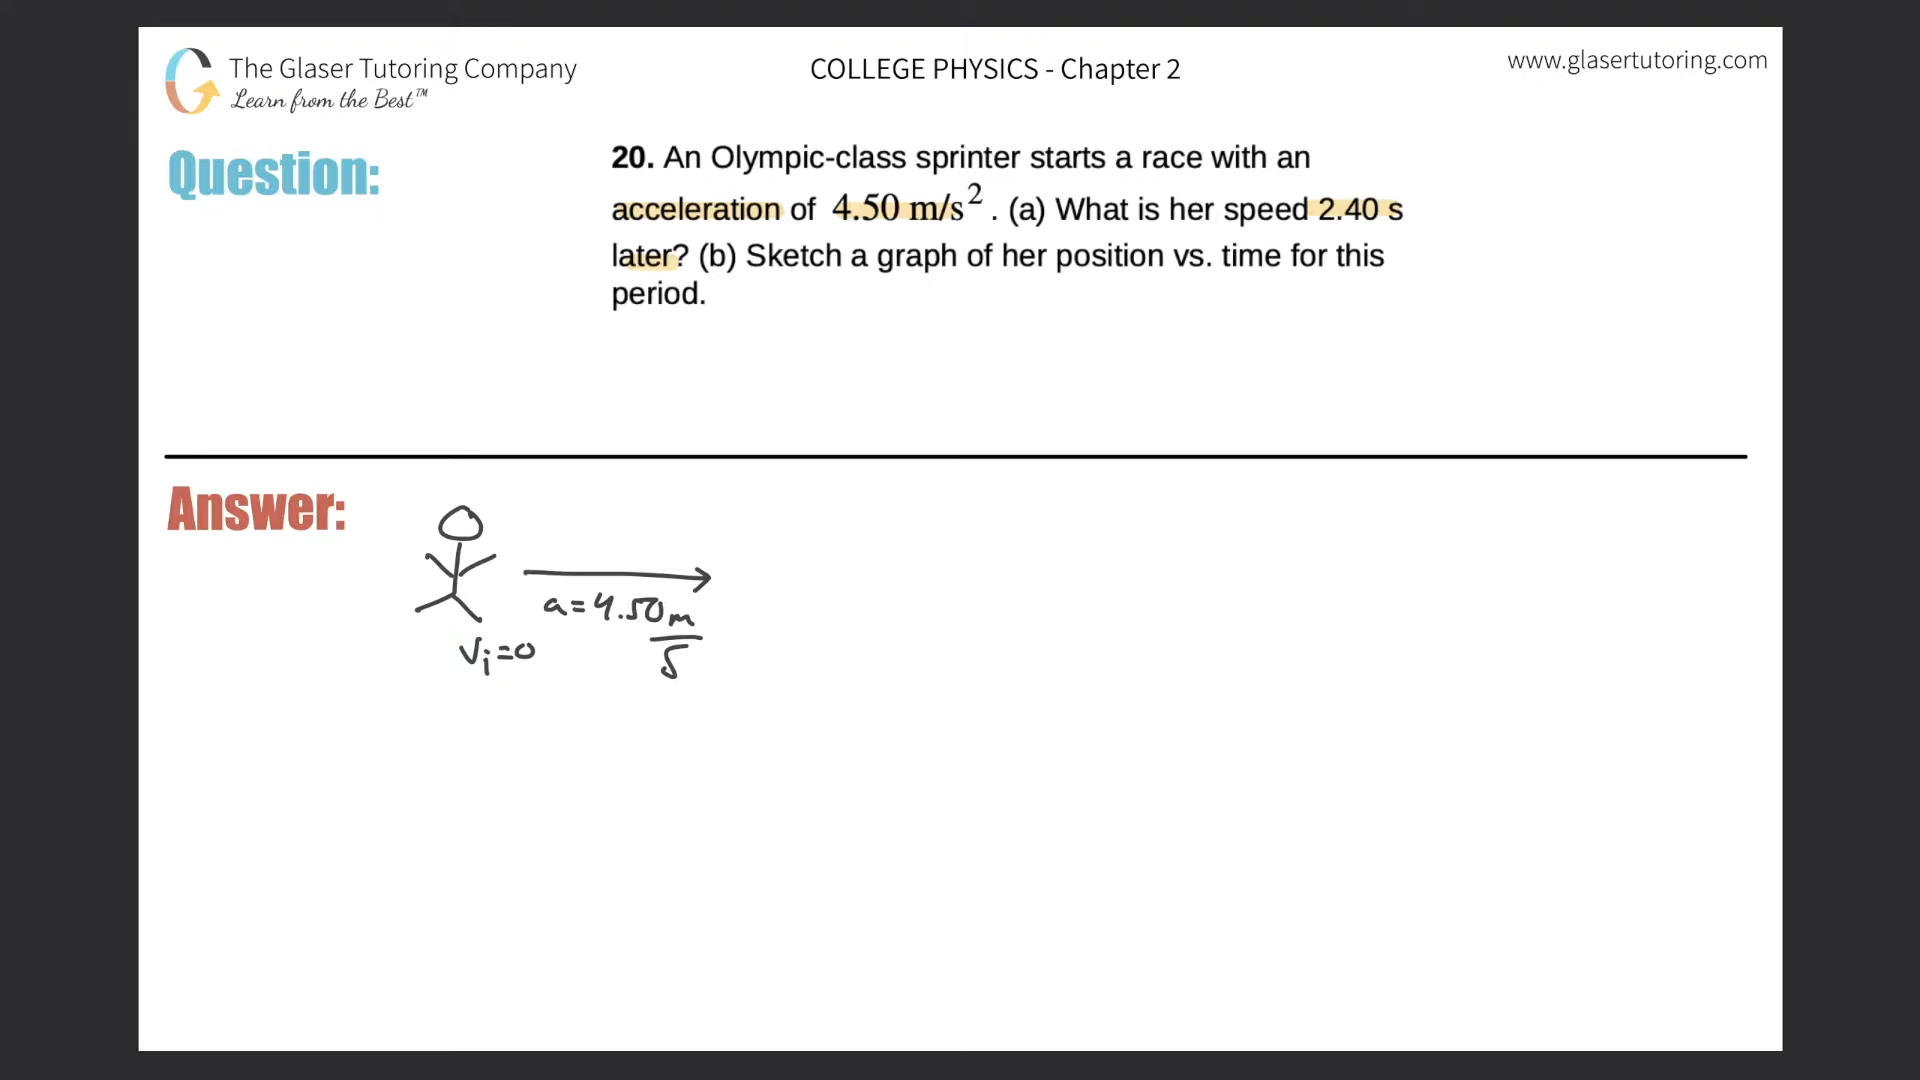 The Glaser Tutoring Company
Learn from the Best™
COLLEGE PHYSICS - Chapter 2
www.glasertutoring.com
Question:
20. An Olympic-class sprinter starts a race with an
acceleration of 4.50 m/s² . (a) What is her speed 2.40 s
later? (b) Sketch a graph of her position vs. time for this
period.
Answer:
a=4.50m
s
Vi=0